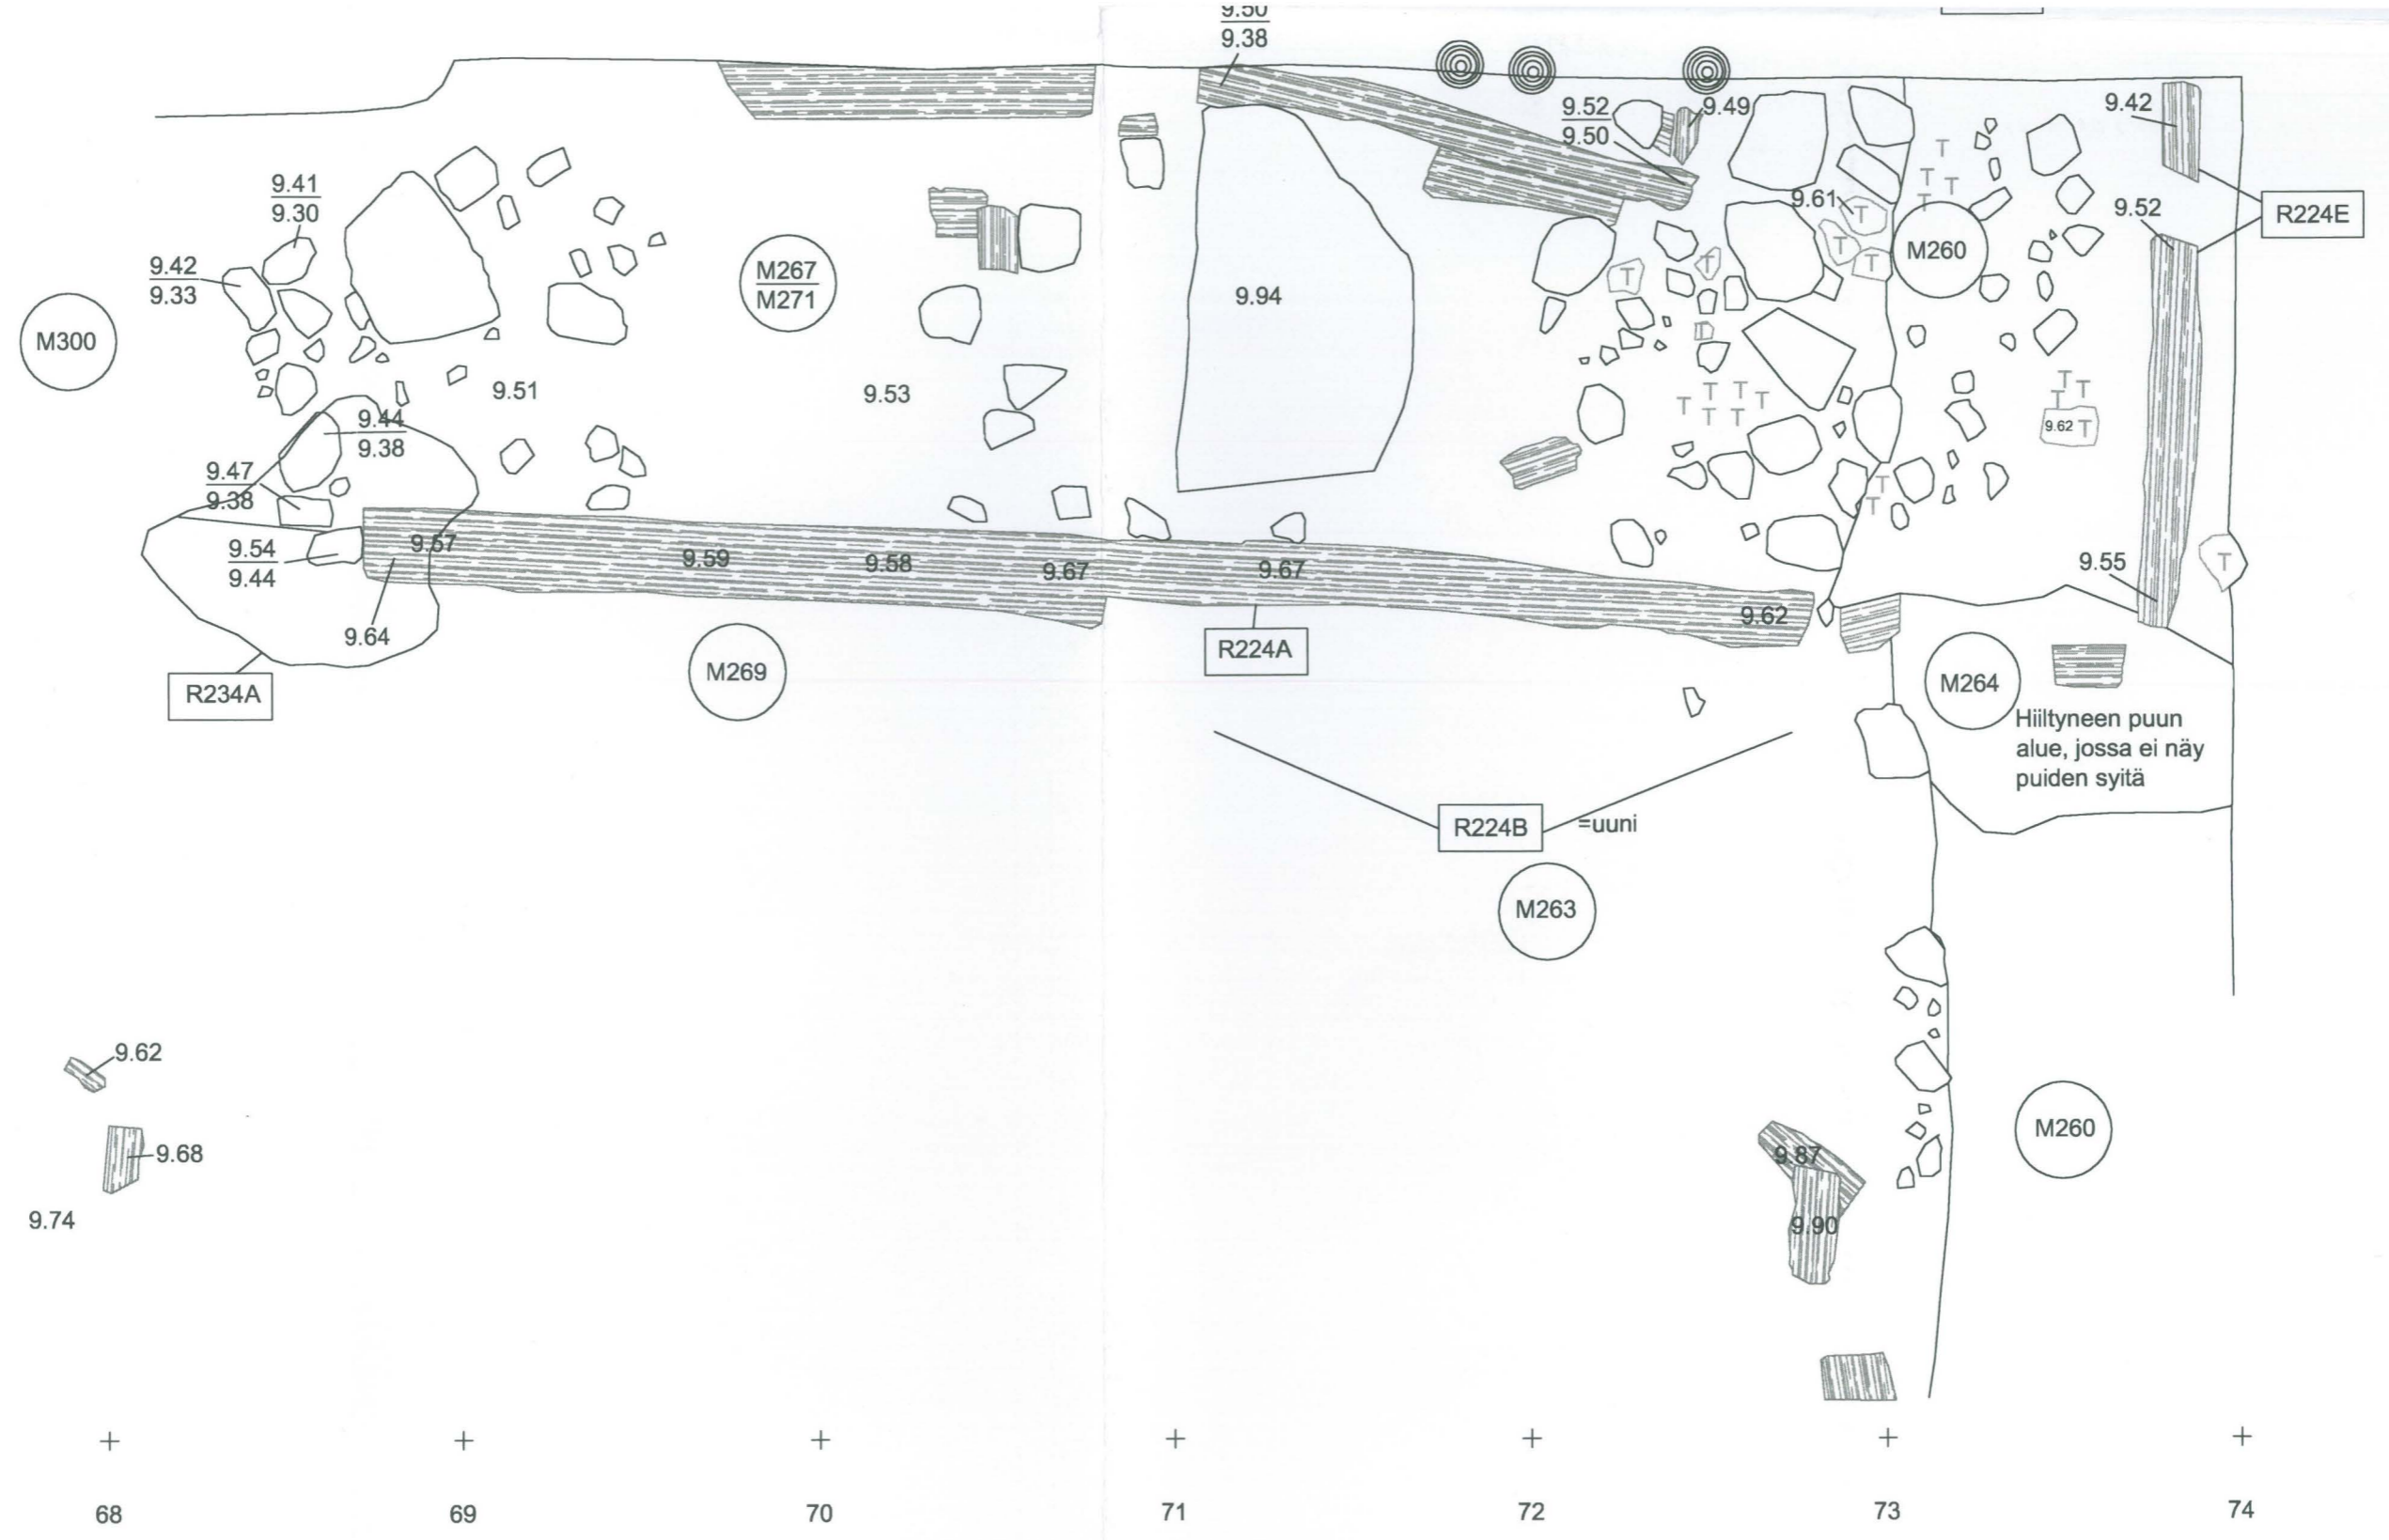 9.50
9.38
9.52
9.50
9.49
9.42
9.41
9.30
9.61
T
T
T
T
T
T
T
9.52
R224E
M260
9.42
9.33
M267
M271
T
T
9.94
M300
9.51
9.53
T
T
T
T
T
T
T
T
T
9.62 T
9.44
9.38
9.47
9.38
T
T
9.54
9.44
9.57
9.59
9.58
9.67
9.67
9.55
T
9.64
9.62
R224A
M269
M264
R234A
Hiiltyneen puun
alue, jossa ei näy
puiden syitä
R224B
=uuni
M263
9.62
9.68
9.87
M260
9.74
9.90
68
69
70
71
72
73
74